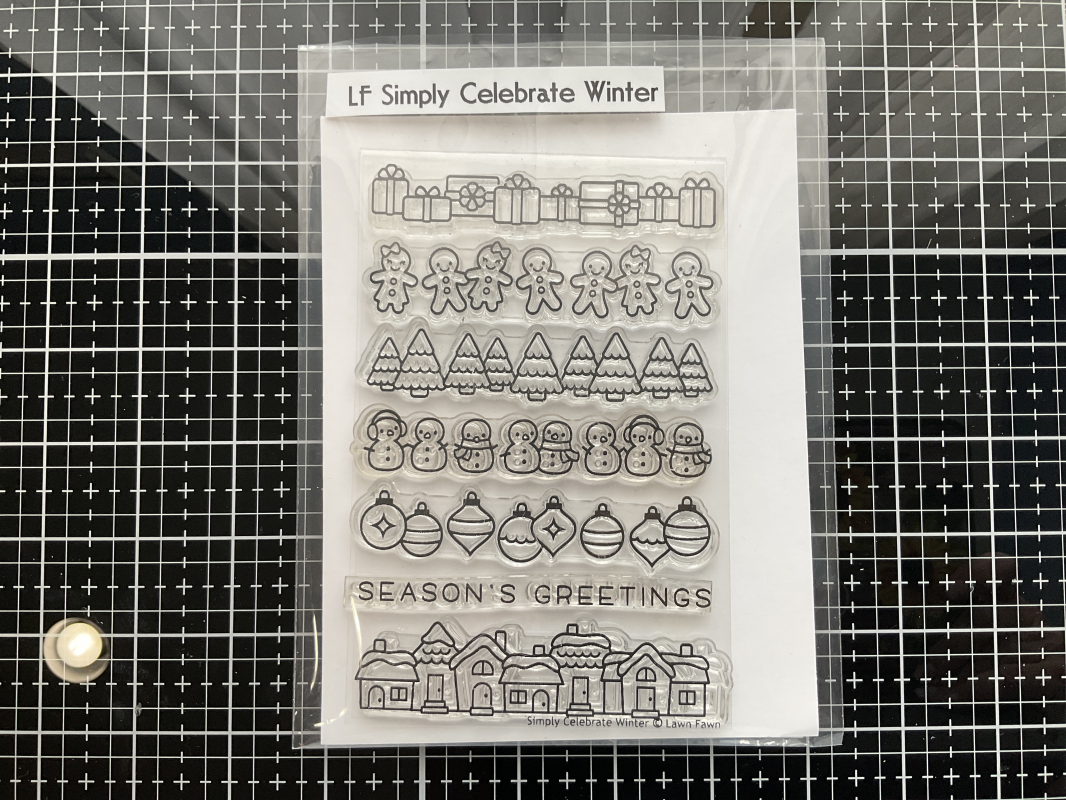 LF Simply Celebrate Winter
SEASON'S GREETINGS
Simply Celebrate Winter © Lawn Fawn